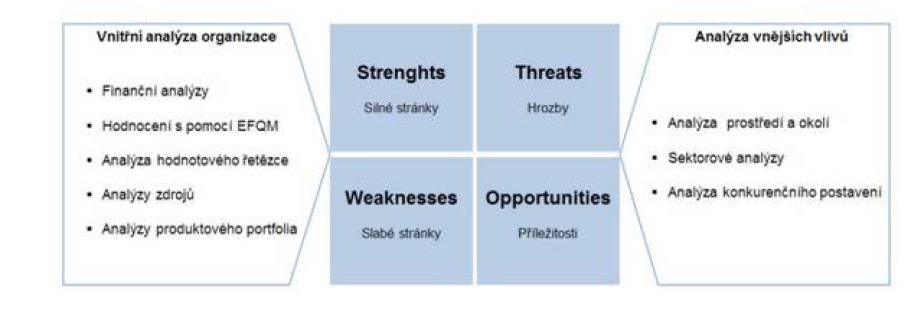 Vnitřní analýza organizace
▪ Finanční analýzy
▪ Hodnocení s pomocí EFQM
▪ Analýza hodnotového řetězce
▪ Analýzy zdrojů
▪ Analýzy produktového portfolia
Strenghts
Silné stránky
Threats
Hrozby
Weaknesses
Slabé stránky
Opportunities
Příležitosti
Analýza vnějších vlivů
▪ Analýza prostředí a okolí
▪ Sektorové analýzy
▪ Analýza konkurenčního postavení